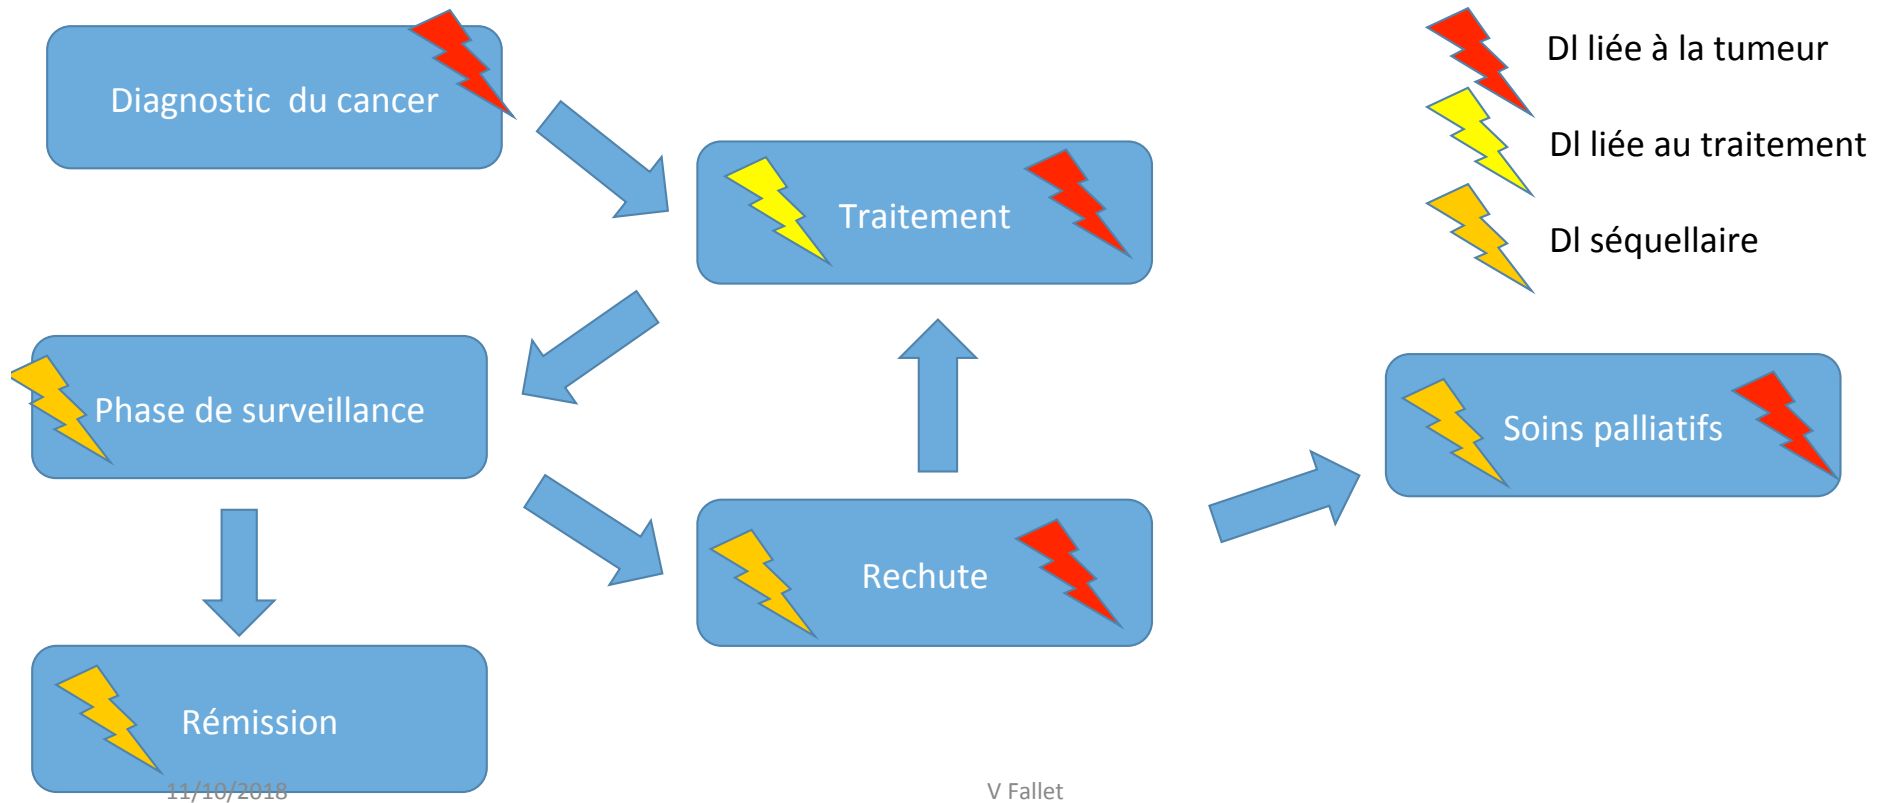 Diagnostic du cancer
Dl liée à la tumeur
Dl liée au traitement
Dl séquellaire
Traitement
Phase de surveillance
Soins palliatifs
Rechute
Rémission
11/10/2018
V Fallet